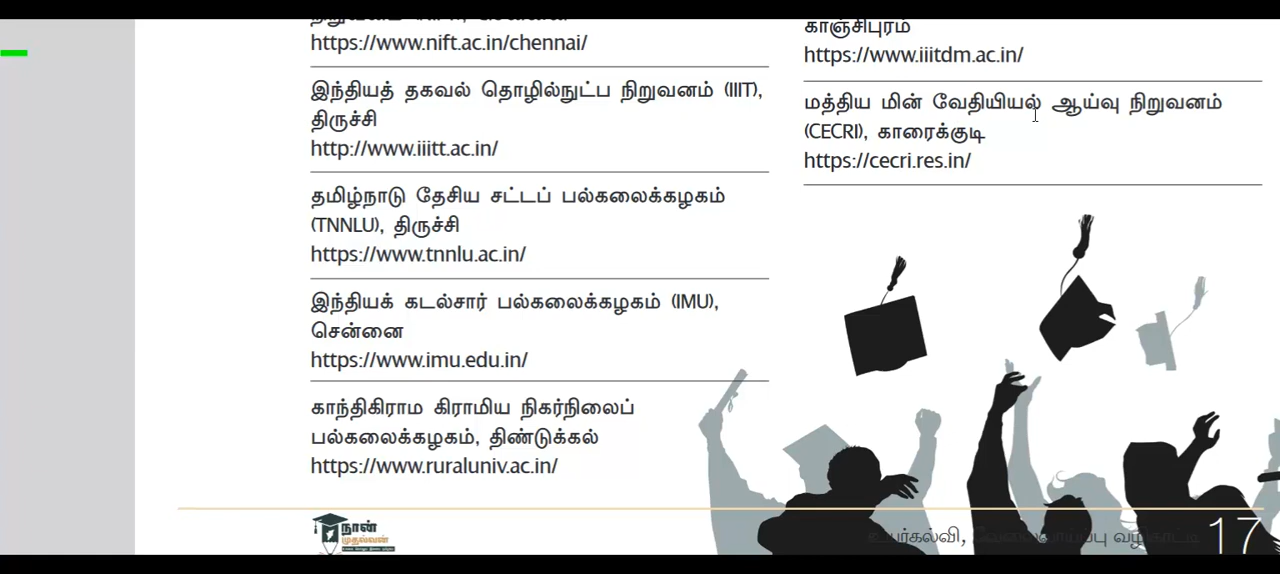 https://www.nift.ac.in/chennai/
இந்தியத் தகவல் தொழில்நுட்ப நிறுவனம் (IIIT),
திருச்சி
http://www.iiitt.ac.in/
தமிழ்நாடு தேசிய சட்டப் பல்கலைக்கழகம்
(TNNLU), திருச்சி
https://www.tnnlu.ac.in/
இந்தியக் கடல்சார் பல்கலைக்கழகம் (IMU),
சென்னை
https://www.imu.edu.in/
காந்திகிராம கிராமிய நிகர்நிலைப்
பல்கலைக்கழகம், திண்டுக்கல்
https://www.ruraluniv.ac.in/
காஞ்சிபுரம்
https://www.iiitdm.ac.in/
மத்திய மின் வேதியியல் ஆய்வு நிறுவனம்
(CECRI), காரைக்குடி
https://cecri.res.in/
நான்
முதல்வன்
உயர்கல்வி, வேலைவாய்ப்பு வழிகாட்டி 17